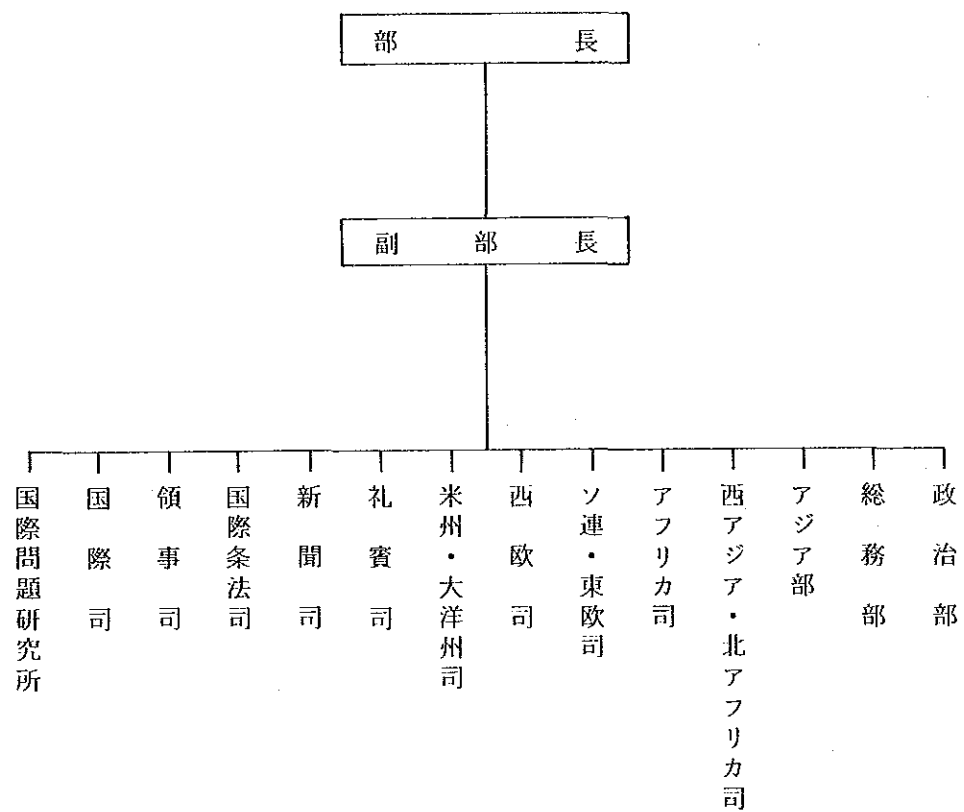 部長
副部長
政治部
総務部
アジア部
西アジア・北アフリカ司
アフリカ司
ソ連・東欧司
西欧司
米州・大洋州司
礼賓司
新聞司
国際条法司
領事司
国際司
国際問題研究所